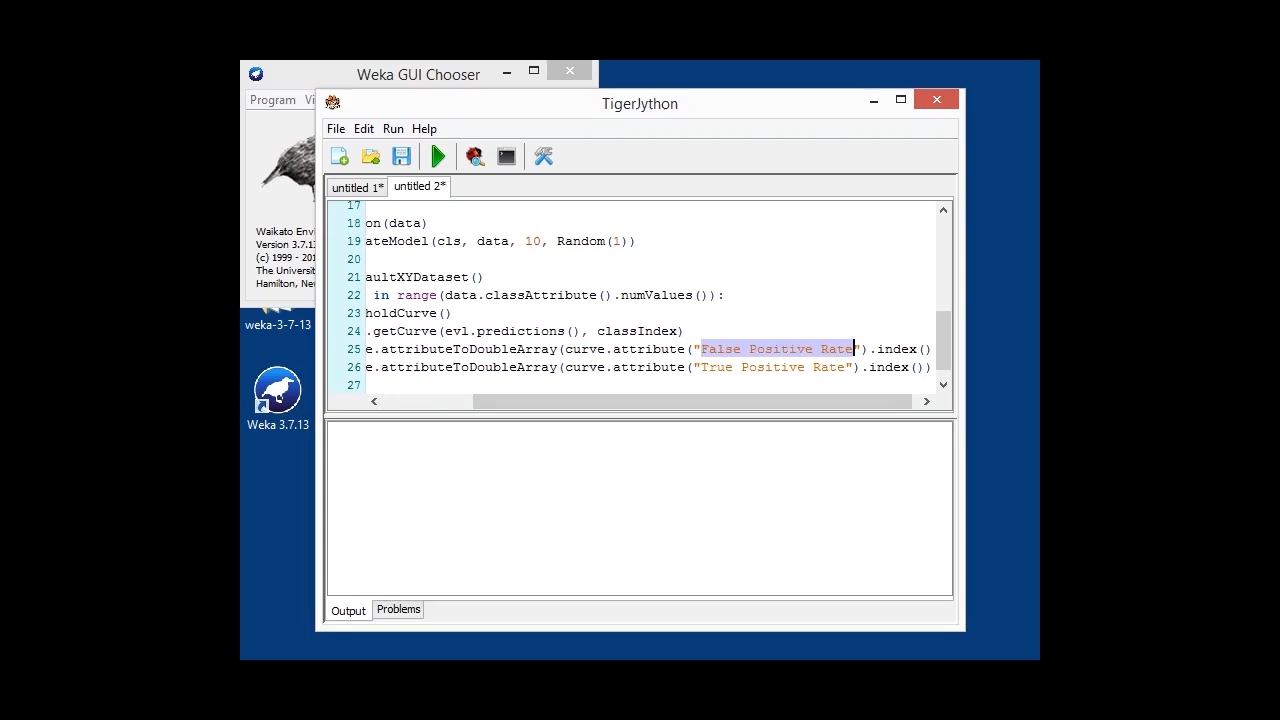 Weka GUI Chooser
Program Vi
TigerJython
File Edit Run Help
untitled 1* untitled 2*
Waikato Envi
Version 3.7.13
(c) 1999 - 201
The Universit
Hamilton, New
weka-3-7-13
Weka 3.7.13
17
18 on(data)
19 ateModel(cls, data, 10, Random(1))
20
21 aultXYDataset()
22 in range(data.classAttribute().numValues()):
23 holdCurve()
24 .getCurve(evl.predictions(), classIndex)
25 e.attributeToDoubleArray(curve.attribute("False Positive Rate").index()
26 e.attributeToDoubleArray(curve.attribute("True Positive Rate").index())
27
Output Problems